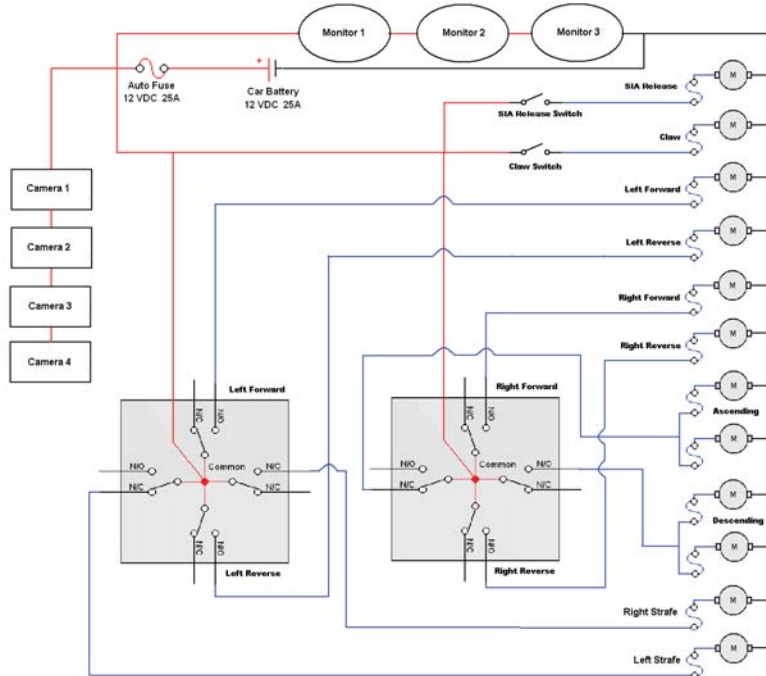 Monitor 1
Monitor 2
Monitor 3
Auto Fuse
12 VDC 25A
+
Car Battery
12 VDC 25A
SIA Release
M
SIA Release Switch
Claw
M
Claw Switch
Camera 1
Left Forward
M
Camera 2
Left Reverse
M
Camera 3
Right Forward
M
Camera 4
Right Reverse
M
Left Forward
Right Forward
M
Ascending
M
N/C
N/O
N/C
N/O
N/O
Common
N/O
N/C
N/C
N/O
Common
N/O
N/C
N/C
M
Descending
M
N/C
N/O
N/C
N/O
Left Reverse
Right Reverse
Right Strafe
M
Left Strafe
M